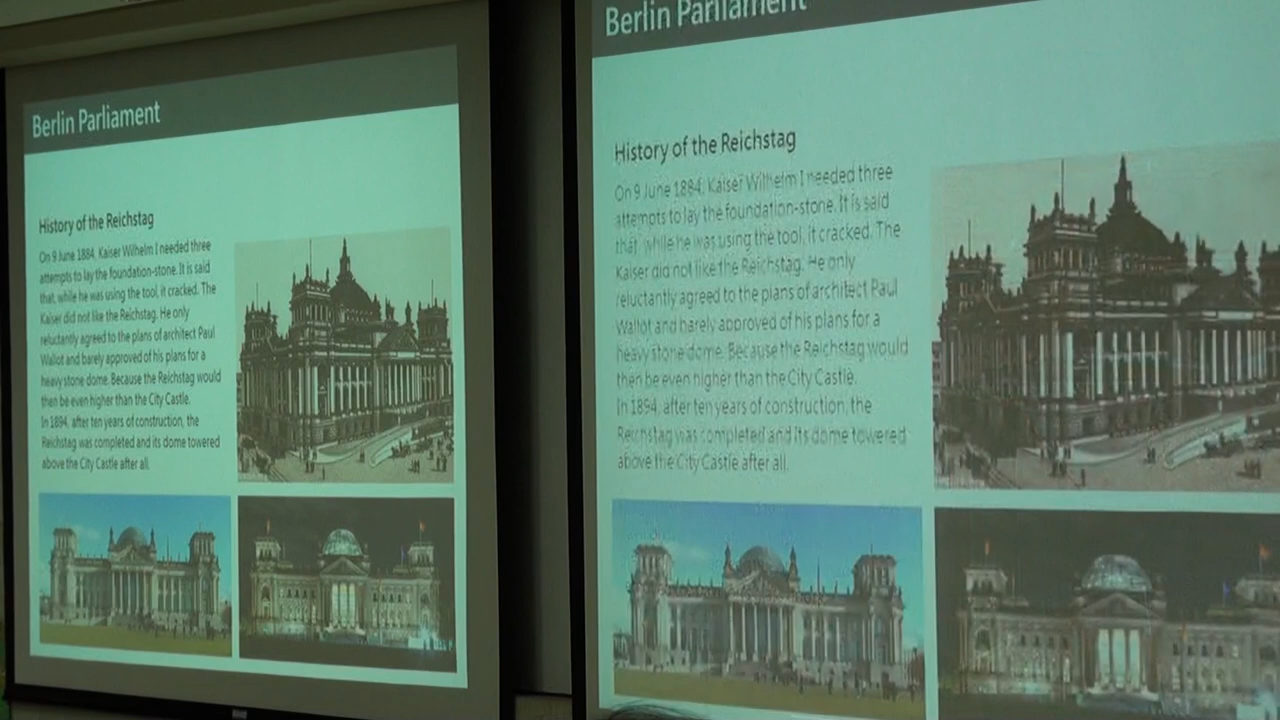 Berlin Parliament
History of the Reichstag
On 9 June 1884, Kaiser Wilhelm I needed three
attempts to lay the foundation-stone. It is said
that, while he was using the tool, it cracked. The
Kaiser did not like the Reichstag. He only
reluctantly agreed to the plans of architect Paul
Wallot and barely approved of his plans for a
heavy stone dome. Because the Reichstag would
then be even higher than the City Castle.
In 1894, after ten years of construction, the
Reichstag was completed and its dome towered
above the City Castle after all.
Berlin Parliament
History of the Reichstag
On 9 June 1884, Kaiser Wilhelm I needed three
attempts to lay the foundation-stone. It is said
that, while he was using the tool, it cracked. The
Kaiser did not like the Reichstag. He only
reluctantly agreed to the plans of architect Paul
Wallot and barely approved of his plans for a
heavy stone dome. Because the Reichstag would
then be even higher than the City Castle.
In 1894, after ten years of construction, the
Reichstag was completed and its dome towered
above the City Castle after all.